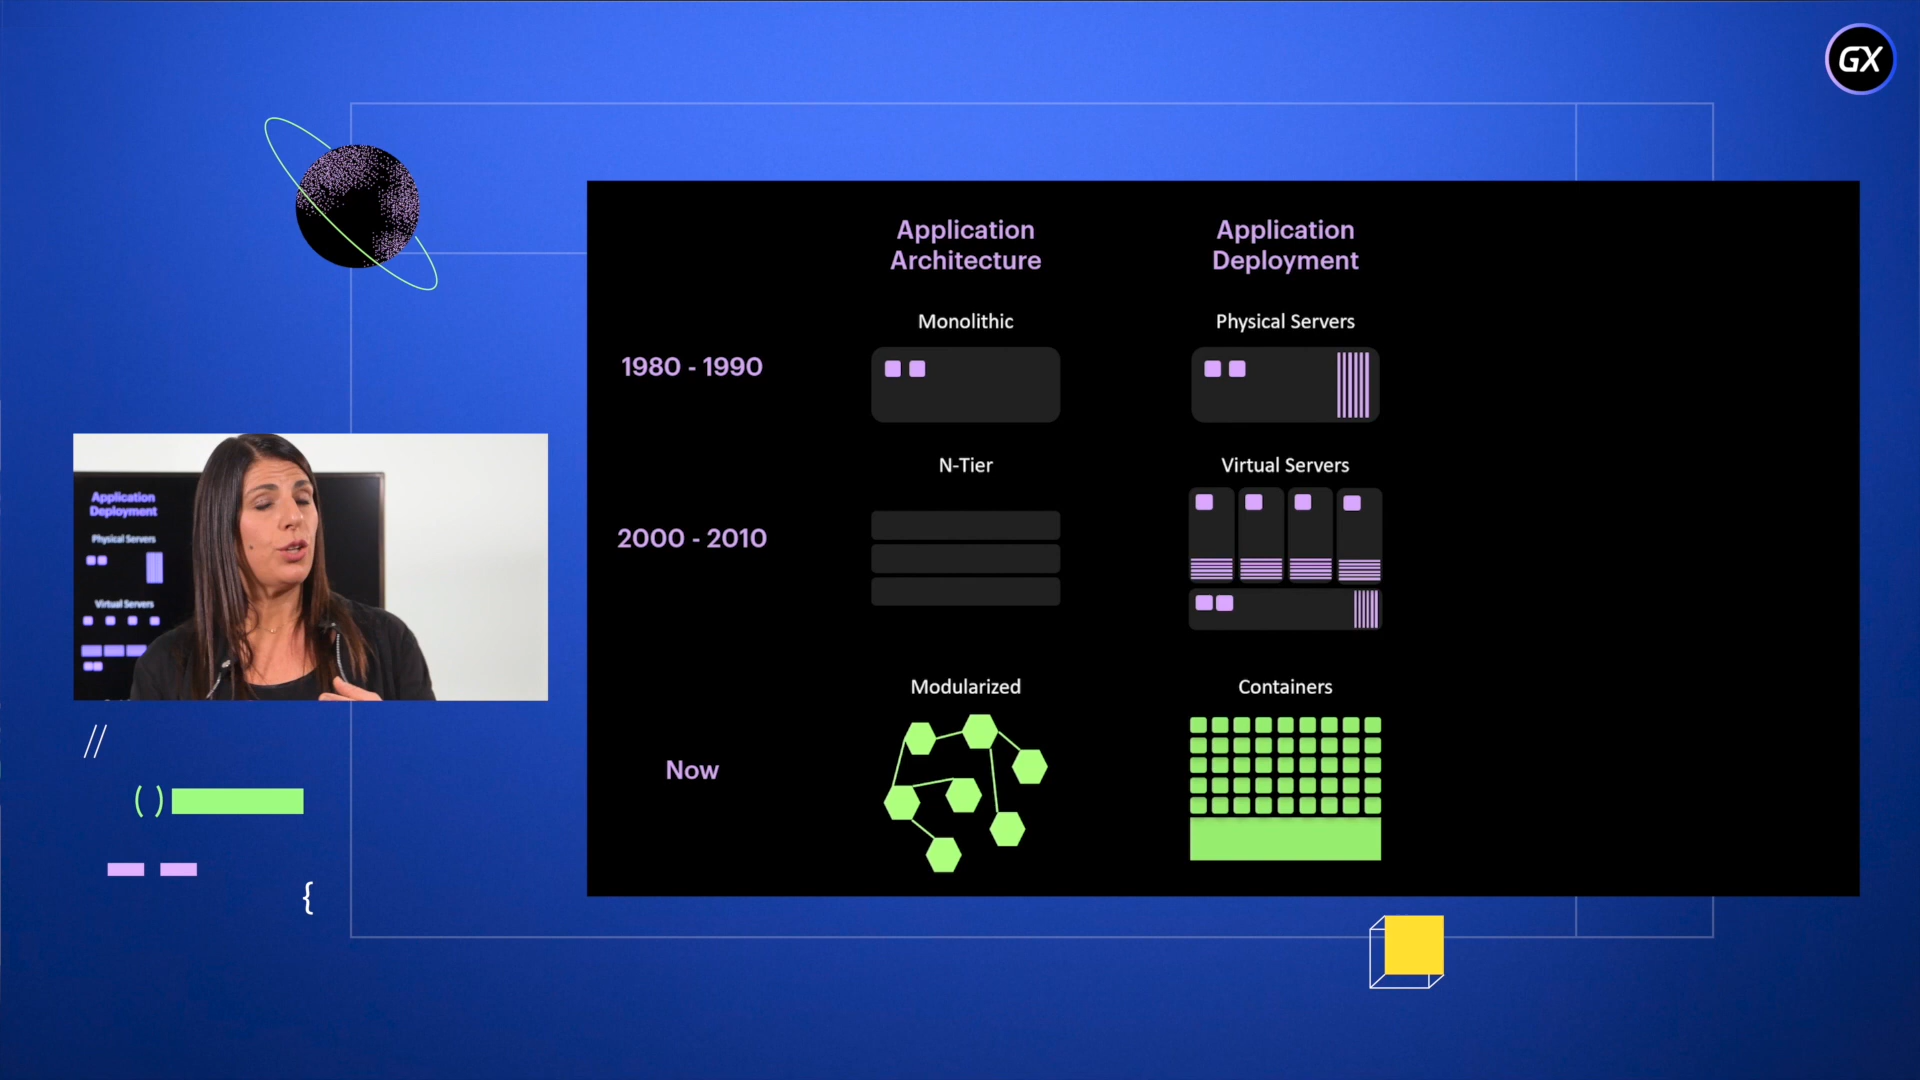 GX
Application
Architecture
Application
Deployment
Monolithic
Physical Servers
1980 - 1990
N-Tier
Virtual Servers
2000 - 2010
Modularized
Containers
Now
Application
Deployment
Physical Servers
Virtual Servers
//
( )
{